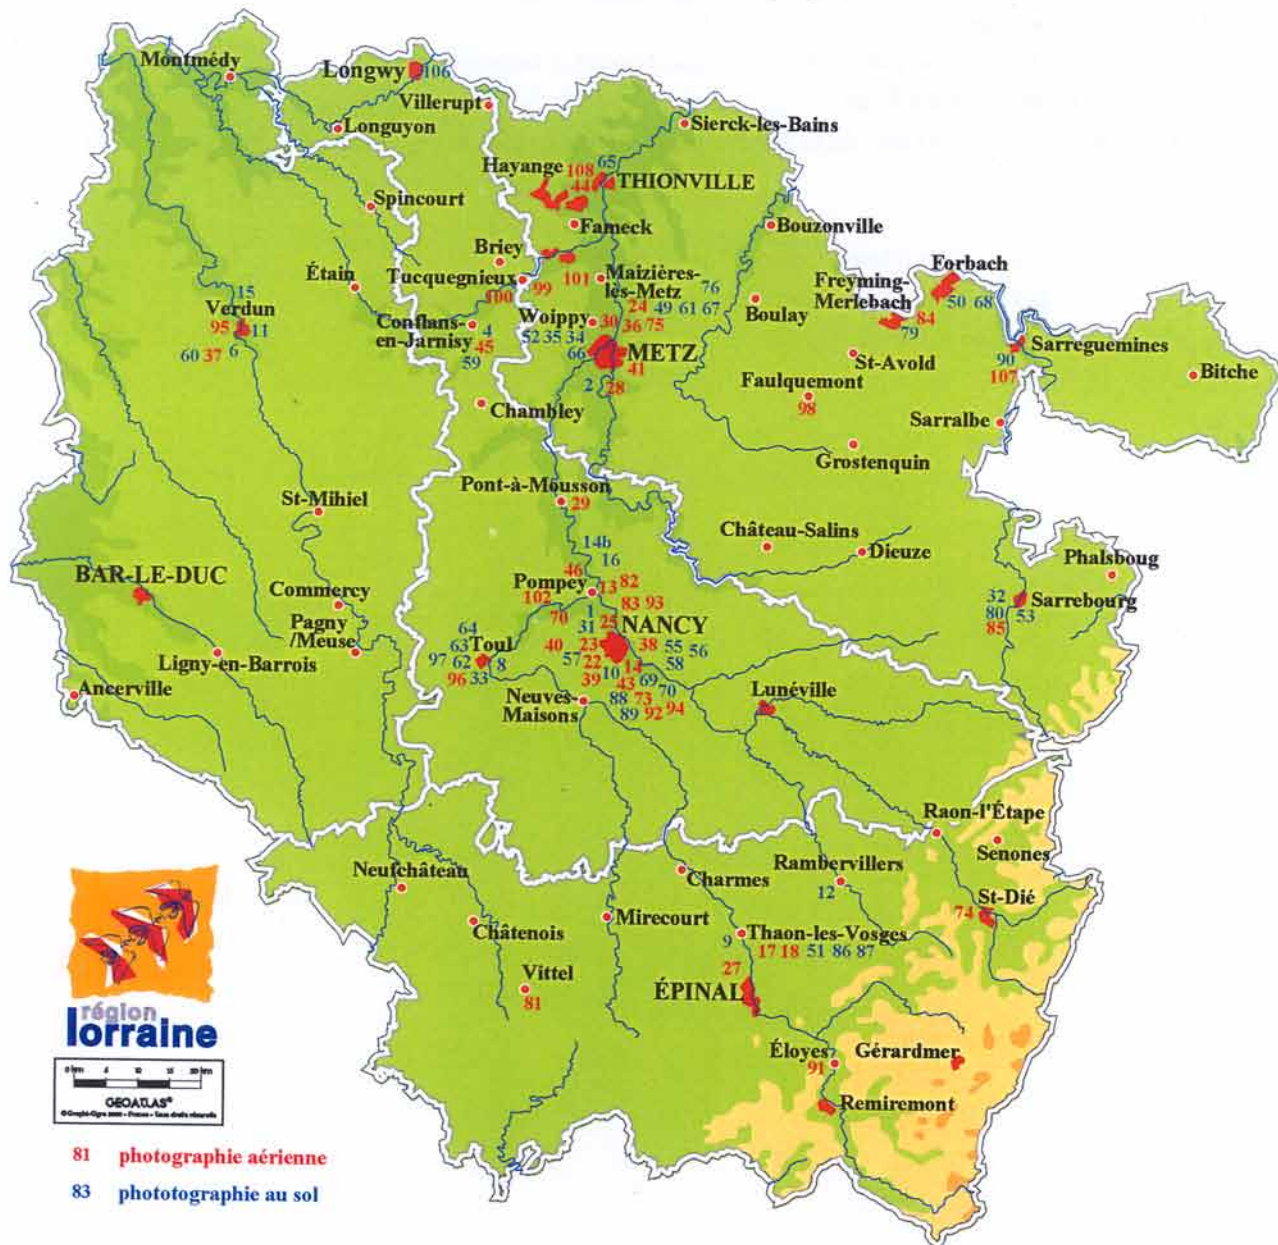 Montmédy
Longwy 106
Villerupt
Longuyon
Sierck-les-Bains
Hayange 108 65
44 THIONVILLE
Spincourt
Fameck
Bouzonville
Briey
Étain
Tucquegnieux
100 99
101 Maizières-
lès-Metz 76
24 49 61 67
Forbach
50 68
Freyming-
Merlebach 84
79
15
Verdun
95 11
60 37 6
Conflans-
en-Jarnisy
4
45
59
Woippy 30 36 75
52 35 34
66 METZ
41
2 28
Boulay
St-Avold
Sarreguemines
90
107
Bitche
Faulquemont
98
Chambley
Sarralbe
Grostenquin
St-Mihiel
Pont-à-Mousson
29
Château-Salins
Dieuze
Phalsbourg
14b
16
46
Pompey 13 82
102
70
1 83 93
31 25
NANCY
BAR-LE-DUC
Commercy
Pagny
/Meuse
32
80 53
85
Sarrebourg
64
63 Toul
97 62 8
96 33
40 23 38 55 56
57 22 58
39 10 14
43 69
88 73 70
89 92 94
Ligny-en-Barrois
Ancerville
Neuves-
Maisons
Lunéville
Raon-l'Étape
Senones
Neufchâteau
Charmes
Rambervillers
12
St-Dié
74
Châtenois
Mirecourt
9 Thaon-les-Vosges
17 18 51 86 87
27
Vittel
81
ÉPINAL
région
lorraine
Éloyes
91
Gérardmer
Remiremont
GEOATLAS®
81 photographie aérienne
83 phototographie au sol